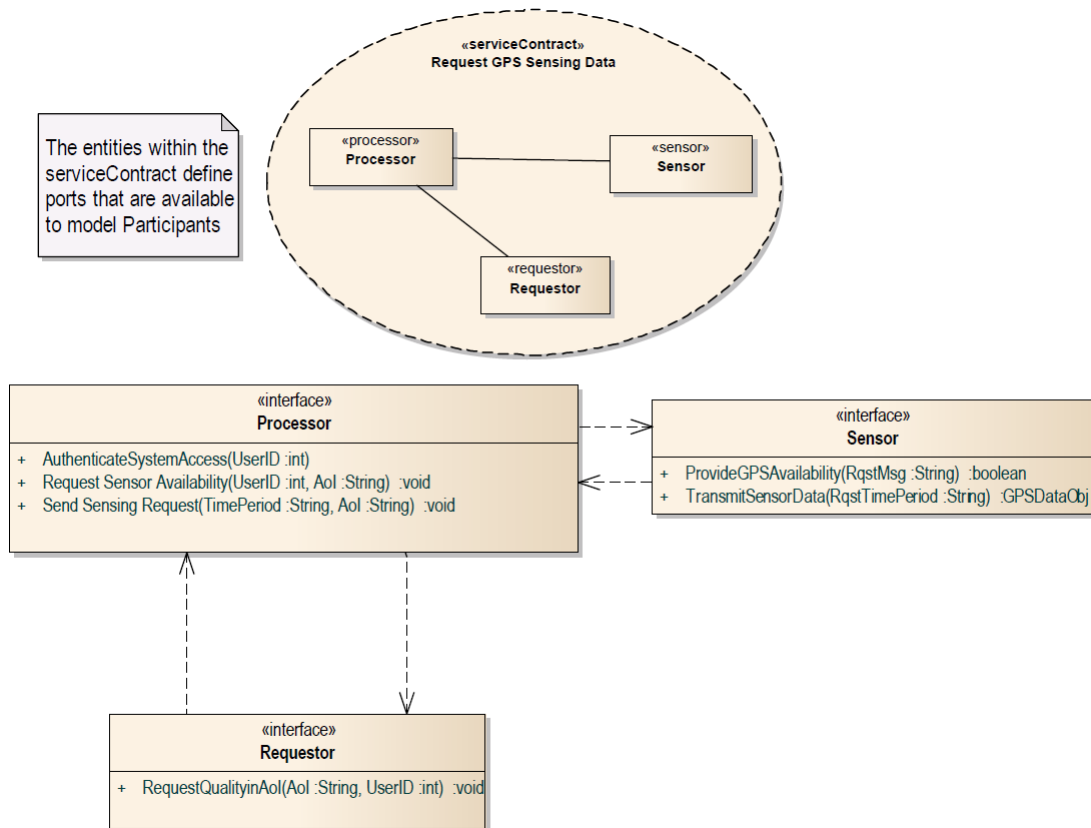 «serviceContract»
Request GPS Sensing Data
The entities within the
serviceContract define
ports that are available
to model Participants
«processor»
Processor
«sensor»
Sensor
«requestor»
Requestor
«interface»
Processor
+ AuthenticateSystemAccess(UserID :int)
+ Request Sensor Availability(UserID :int, AoI :String) :void
+ Send Sensing Request(TimePeriod :String, AoI :String) :void
«interface»
Sensor
+ ProvideGPSAvailability(RqstMsg :String) :boolean
+ TransmitSensorData(RqstTimePeriod :String) :GPSDataObj
«interface»
Requestor
+ RequestQualityinAoI(AoI :String, UserID :int) :void